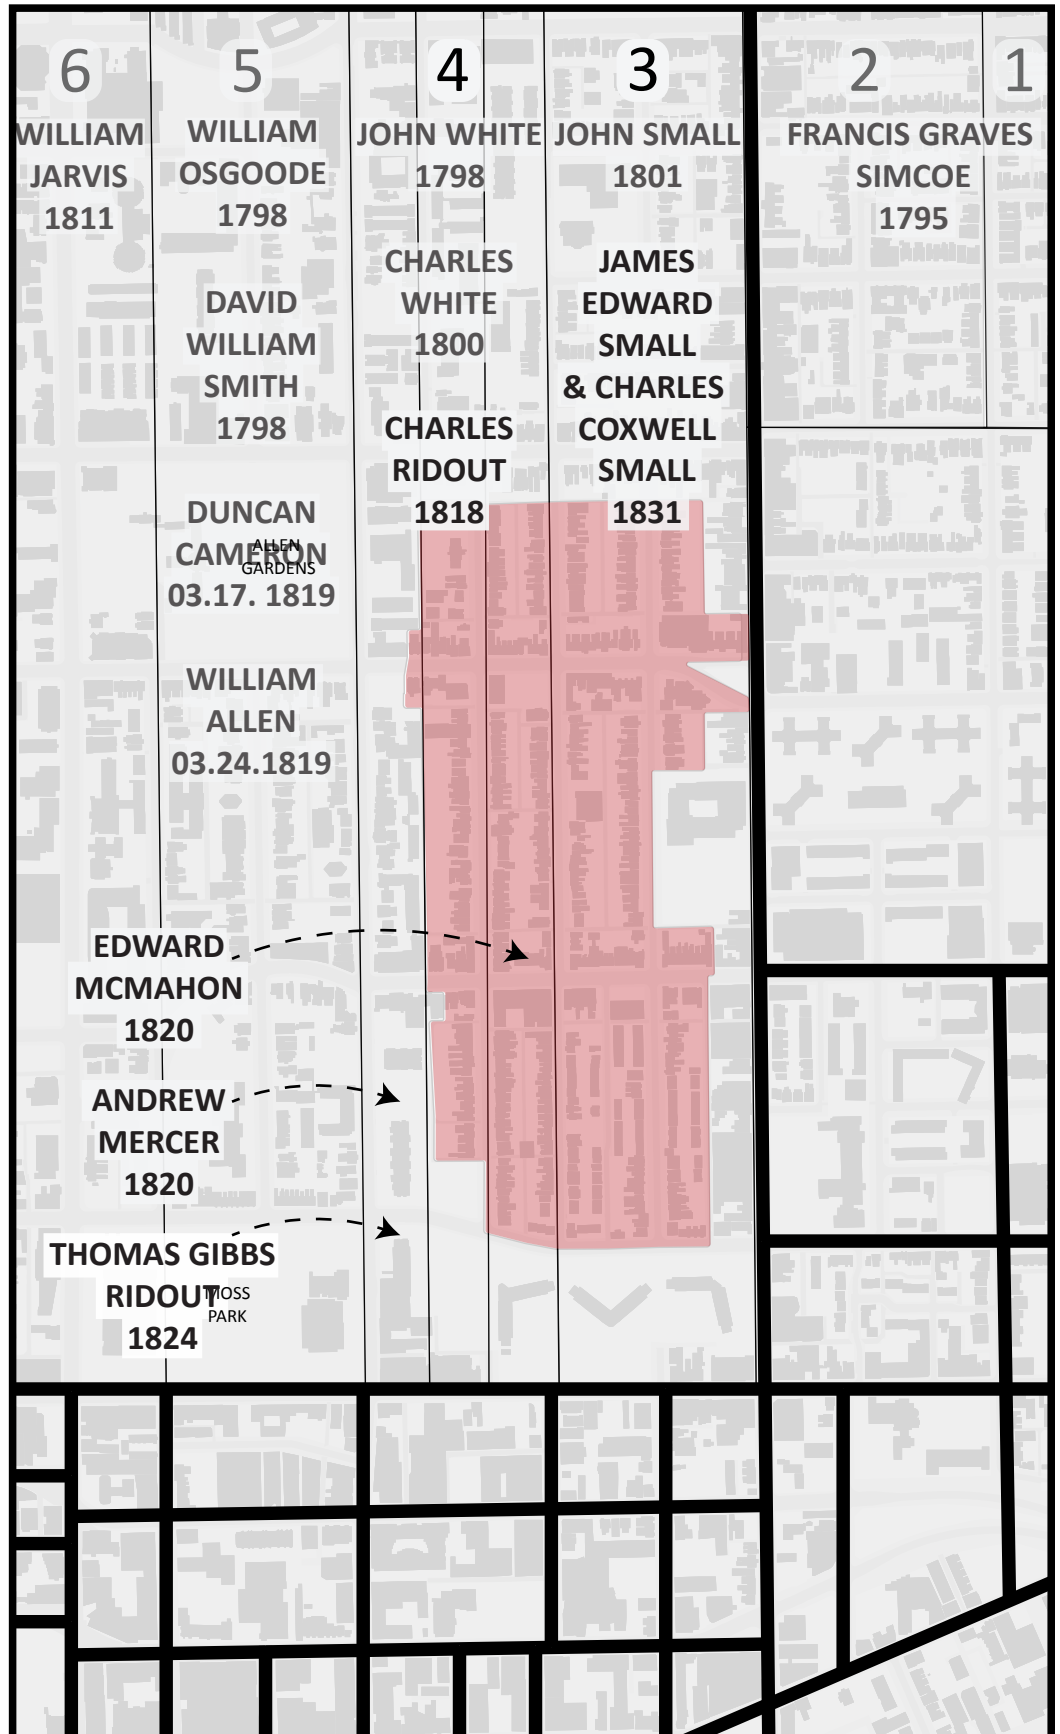 6
WILLIAM
JARVIS
1811
5
WILLIAM
OSGOODE
1798
DAVID
WILLIAM
SMITH
1798
DUNCAN
CAMERON
03.17. 1819
ALLEN
GARDENS
WILLIAM
ALLEN
03.24.1819
4
JOHN WHITE
1798
CHARLES
WHITE
1800
CHARLES
RIDOUT
1818
3
JOHN SMALL
1801
JAMES
EDWARD
SMALL
& CHARLES
COXWELL
SMALL
1831
2
1
FRANCIS GRAVES
SIMCOE
1795
EDWARD
MCMAHON
1820
ANDREW
MERCER
1820
THOMAS GIBBS
RIDOUT
1824
MOSS
PARK